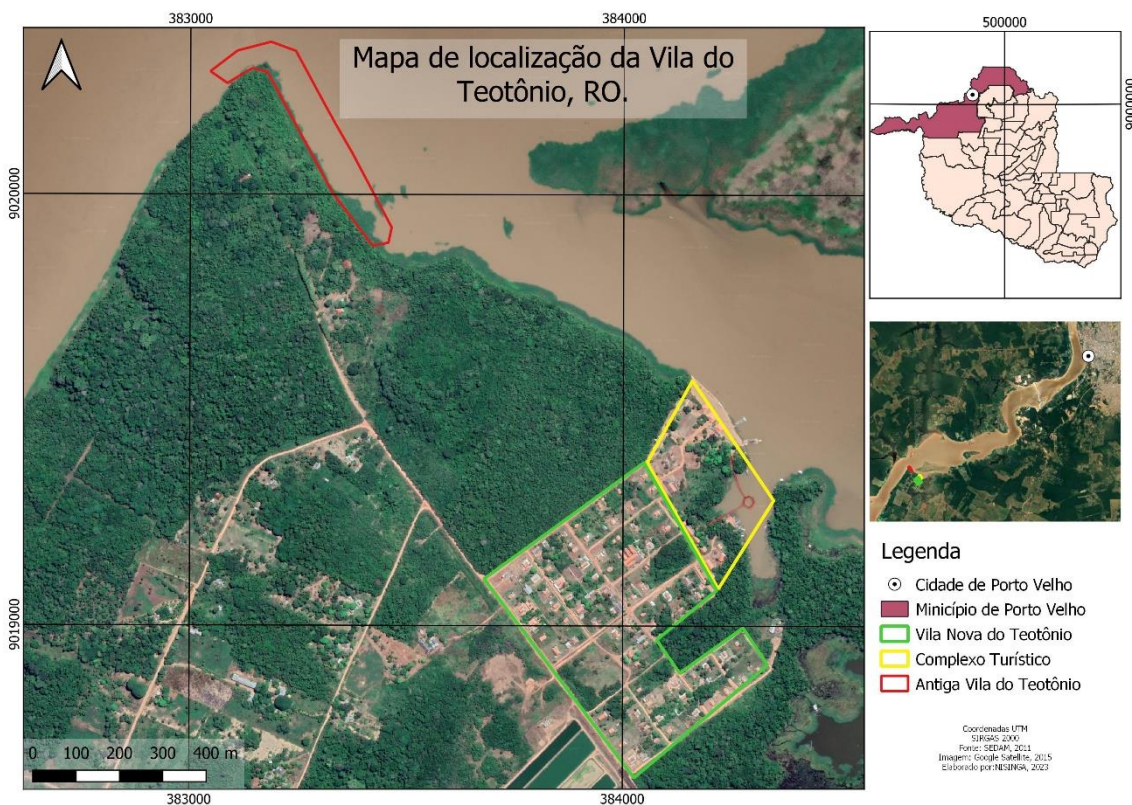 383000
384000
500000
Mapa de localização da Vila do
Teotônio, RO.
9000000
9020000
9020000
9019000
9019000
0 100 200 300 400 m
383000
384000
Legenda
Cidade de Porto Velho
Minicípio de Porto Velho
Vila Nova do Teotônio
Complexo Turístico
Antiga Vila do Teotônio
Coordenadas UTM
SIRGAS 2000
Fonte: SEDAM, 2011
Imagem: Google Satellite, 2015
Elaborado por:NISINGA, 2023